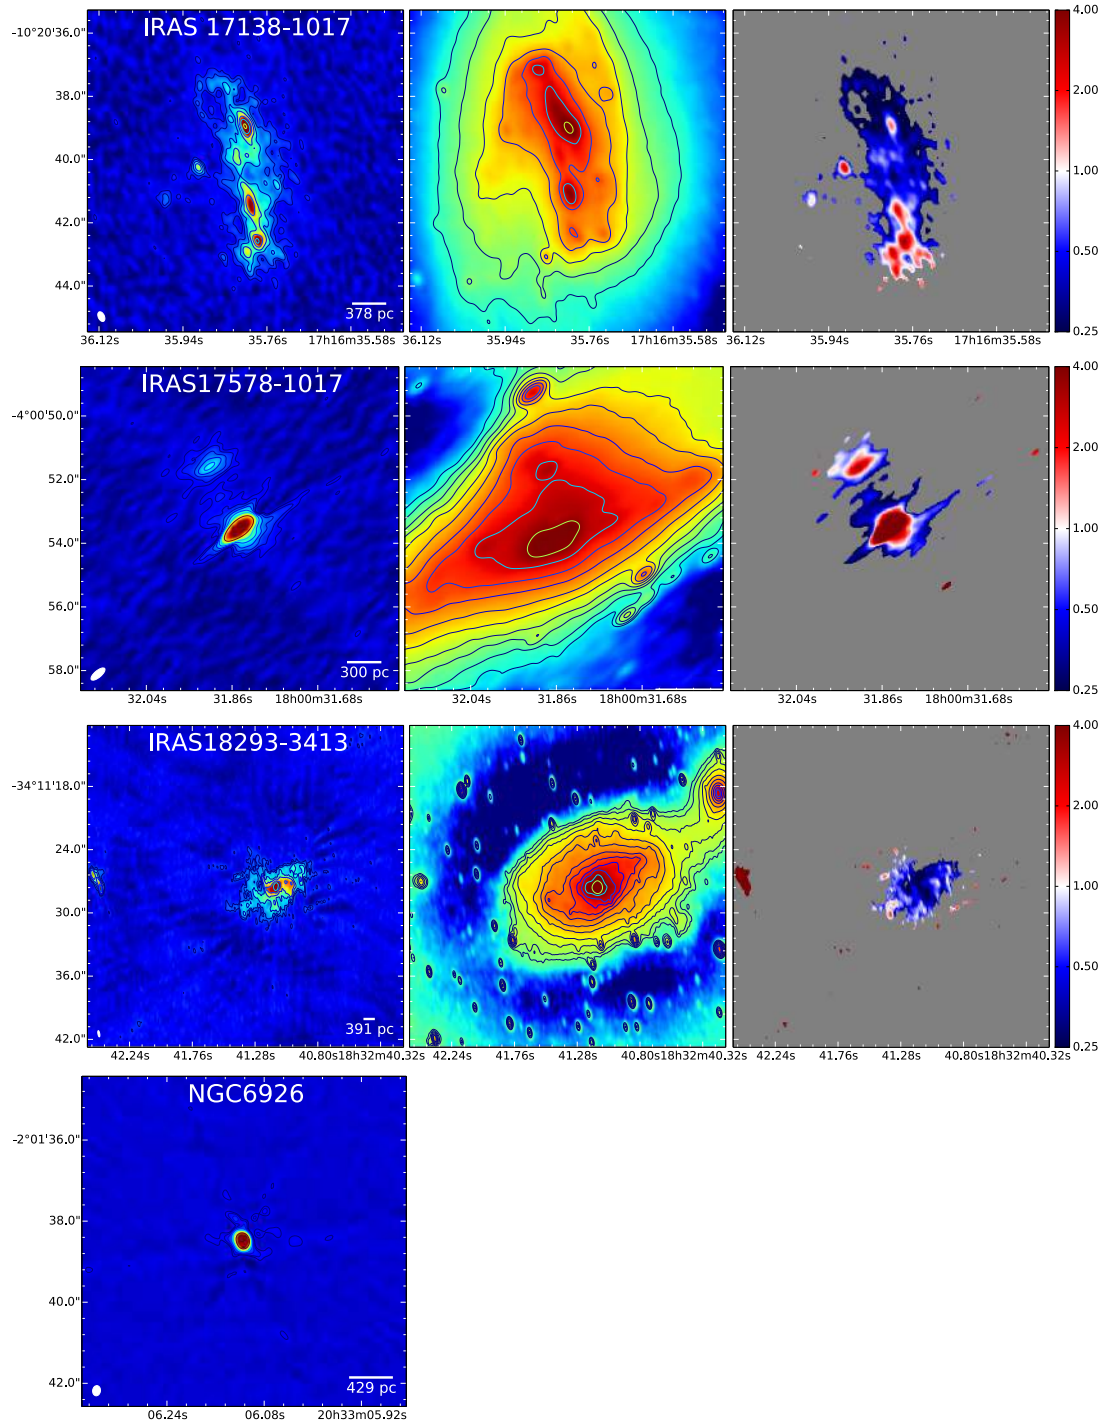 IRAS 17138-1017
-10°20'36.0"
38.0"
40.0"
42.0"
44.0"
378 pc
36.12s 35.94s 35.76s 17h16m35.58s
36.12s 35.94s 35.76s 17h16m35.58s
36.12s 35.94s 35.76s 17h16m35.58s
4.00
2.00
1.00
0.50
0.25
IRAS17578-1017
-4°00'50.0"
52.0"
54.0"
56.0"
58.0"
300 pc
32.04s 31.86s 18h00m31.68s
32.04s 31.86s 18h00m31.68s
32.04s 31.86s 18h00m31.68s
4.00
2.00
1.00
0.50
0.25
IRAS18293-3413
-34°11'18.0"
24.0"
30.0"
36.0"
42.0"
391 pc
42.24s 41.76s 41.28s 40.80s18h32m40.32s
42.24s 41.76s 41.28s 40.80s18h32m40.32s
42.24s 41.76s 41.28s 40.80s18h32m40.32s
4.00
2.00
1.00
0.50
0.25
NGC6926
-2°01'36.0"
38.0"
40.0"
42.0"
429 pc
06.24s 06.08s 20h33m05.92s